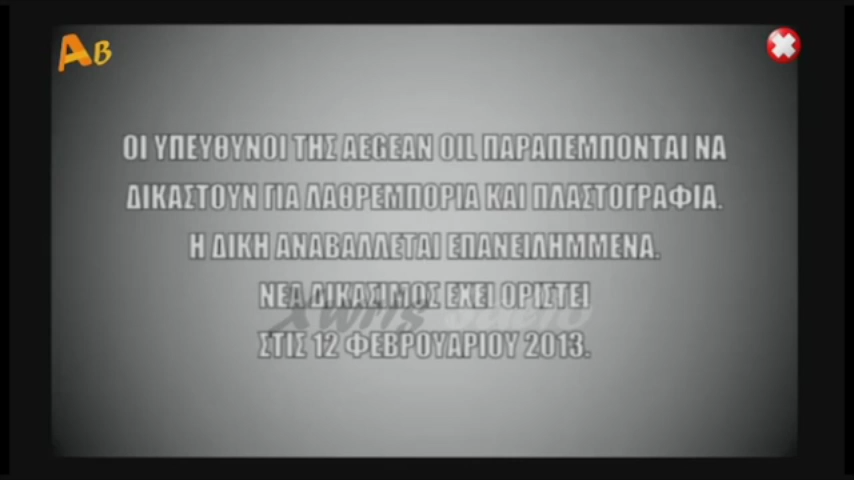 AB
ΟΙ ΥΠΕΥΘΥΝΟΙ ΤΗΣ AEGEAN OIL ΠΑΡΑΠΕΜΠΟΝΤΑΙ ΝΑ
ΔΙΚΑΣΤΟΥΝ ΓΙΑ ΛΑΘΡΕΜΠΟΡΙΑ ΚΑΙ ΠΛΑΣΤΟΓΡΑΦΙΑ.
Η ΔΙΚΗ ΑΝΑΒΑΛΛΕΤΑΙ ΕΠΑΝΕΙΛΗΜΜΕΝΑ.
ΝΕΑ ΔΙΚΑΣΙΜΟΣ ΕΧΕΙ ΟΡΙΣΤΕΙ
ΣΤΙΣ 12 ΦΕΒΡΟΥΑΡΙΟΥ 2013.